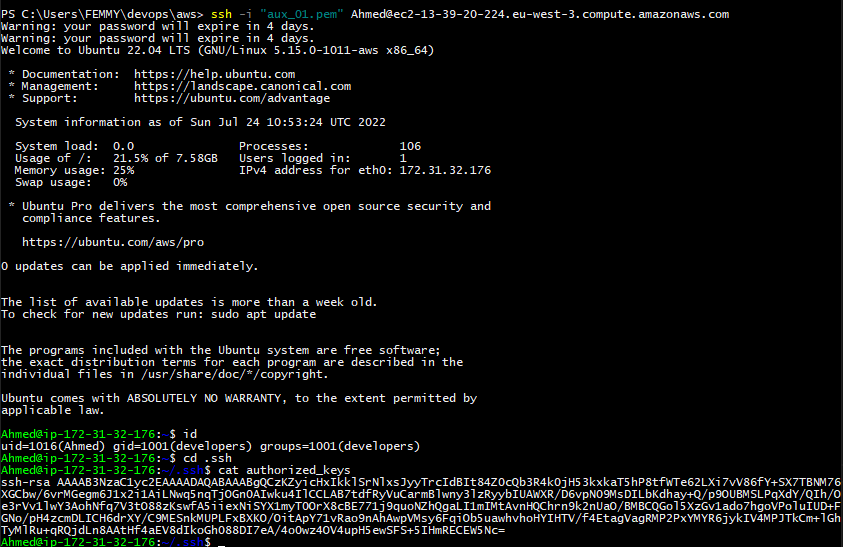 PS C:\Users\FEMMY\devops\aws> ssh -i "aux_01.pem" Ahmed@ec2-13-39-20-224.eu-west-3.compute.amazonaws.com
Warning: your password will expire in 4 days.
Warning: your password will expire in 4 days.
Welcome to Ubuntu 22.04 LTS (GNU/Linux 5.15.0-1011-aws x86_64)
* Documentation:  https://help.ubuntu.com
* Management:     https://landscape.canonical.com
* Support:        https://ubuntu.com/advantage
System information as of Sun Jul 24 10:53:24 UTC 2022
System load:  0.0               Processes:             106
Usage of /:   21.5% of 7.58GB   Users logged in:       1
Memory usage: 25%               IPv4 address for eth0: 172.31.32.176
Swap usage:   0%
* Ubuntu Pro delivers the most comprehensive open source security and
compliance features.
https://ubuntu.com/aws/pro
0 updates can be applied immediately.
The list of available updates is more than a week old.
To check for new updates run: sudo apt update
The programs included with the Ubuntu system are free software;
the exact distribution terms for each program are described in the
individual files in /usr/share/doc/*/copyright.
Ubuntu comes with ABSOLUTELY NO WARRANTY, to the extent permitted by
applicable law.
Ahmed@ip-172-31-32-176:~$ id
uid=1016(Ahmed) gid=1001(developers) groups=1001(developers)
Ahmed@ip-172-31-32-176:~$ cd .ssh
Ahmed@ip-172-31-32-176:~/.ssh$ cat authorized_keys
ssh-rsa AAAAB3NzaC1yc2EAAAADAQABAAABgQCzKZyicHxIkklSrNlxsJyyTrcIdBIt84ZOcQb3R4kOjH53kxkaT5hP8tfWTe62LXi7vV86fY+SX7TBNM76
XGCbw/6vrMGegm6J1x2i1AiLNwq5nqTjOGnOAIwku4IlCCLAB7tdfRyVuCarmBlwny3lzRyybIUAWXR/D6vpNO9MsDILbKdhay+Q/p9OUBMSLPqXdY/QIh/O
e3rVv1lwY3AohNfq7V3tO88zKswfA5iiexNiSYX1myTOOrX8cBE771j9quoNZhQgaLI1mIMtAvnHQChrn9k2nUaO/BMBCQGol5XzGv1ado7hgoVPoluIUD+F
GNo/pH4zcmDLICH6drXY/C9MESnkMUPLFxBXKO/OitApY71vRao9nAhAwpVMsy6FqiOb5uawhvhoHYIHTV/f4EtagVagRMP2PxYMYR6jykIV4MPJTkCm+lGh
TyMlRu+qRQjdLn8AAtHf4aEV8dIkoGhO88DI7eA/4oOwz4OV4upH5ewSFS+5IHmRECEW5Nc=
Ahmed@ip-172-31-32-176:~/.ssh$